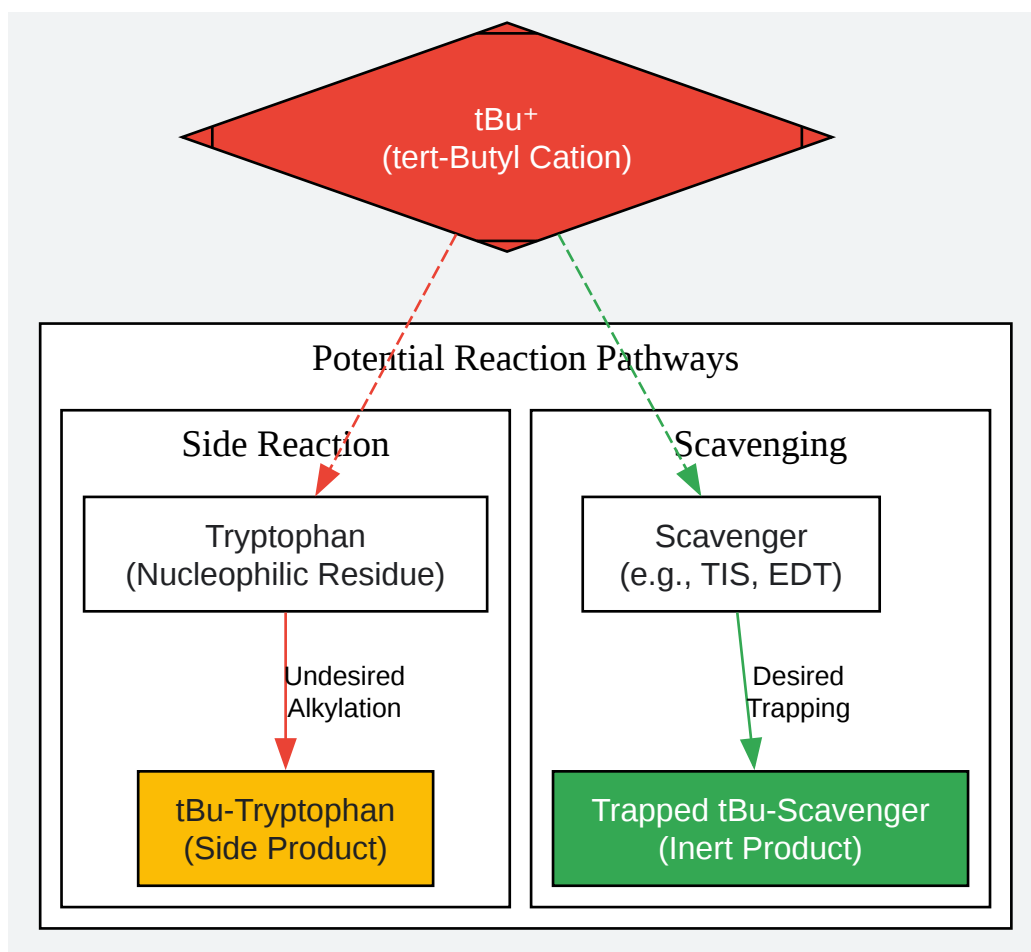 tBu⁺
(tert-Butyl Cation)
Potential Reaction Pathways
Side Reaction
Tryptophan
(Nucleophilic Residue)
Undesired
Alkylation
tBu-Tryptophan
(Side Product)
Scavenging
Scavenger
(e.g., TIS, EDT)
Desired
Trapping
Trapped tBu-Scavenger
(Inert Product)